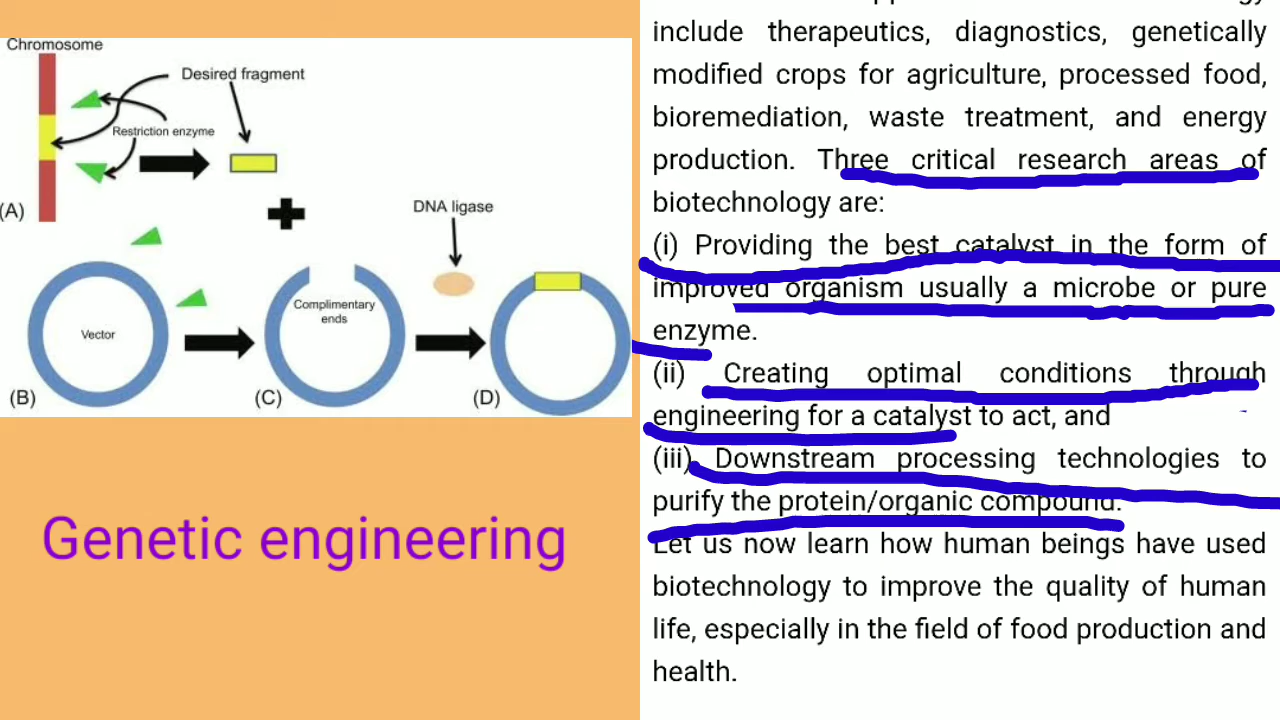 Chromosome
Desired fragment
Restriction enzyme
(A)
DNA ligase
Complimentary
ends
Vector
(B)
(C)
(D)
Genetic engineering
include therapeutics, diagnostics, genetically
modified crops for agriculture, processed food,
bioremediation, waste treatment, and energy
production. Three critical research areas of
biotechnology are:
(i) Providing the best catalyst in the form of
improved organism usually a microbe or pure
enzyme.
(ii) Creating optimal conditions through
engineering for a catalyst to act, and
(iii) Downstream processing technologies to
purify the protein/organic compound.
Let us now learn how human beings have used
biotechnology to improve the quality of human
life, especially in the field of food production and
health.